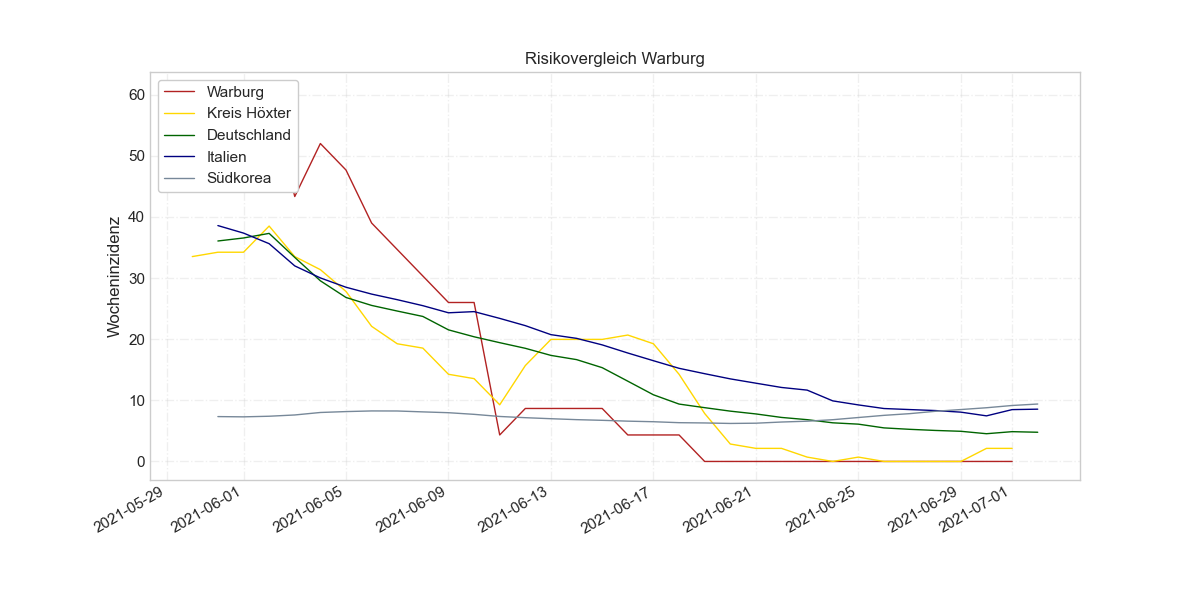 Risikovergleich Warburg
Warburg
Kreis Höxter
Deutschland
Italien
Südkorea
Wocheninzidenz
60
50
40
30
20
10
0
2021-05-29
2021-06-01
2021-06-05
2021-06-09
2021-06-13
2021-06-17
2021-06-21
2021-06-25
2021-06-29
2021-07-01